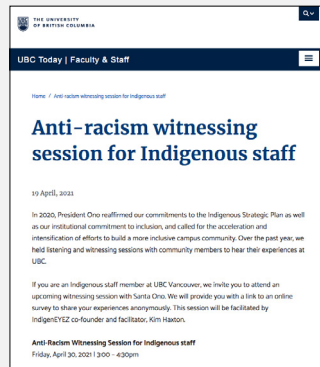 THE UNIVERSITY
OF BRITISH COLUMBIA
UBC Today | Faculty & Staff
Home / Anti-racism witnessing session for Indigenous staff
Anti-racism witnessing
session for Indigenous staff
19 April, 2021
In 2020, President Ono reaffirmed our commitments to the Indigenous Strategic Plan as well
as our institutional commitment to inclusion, and called for the acceleration and
intensification of efforts to build a more inclusive campus community. Over the past year, we
held listening and witnessing sessions with community members to hear their experiences at
UBC.
If you are an Indigenous staff member at UBC Vancouver, we invite you to attend an
upcoming witnessing session with Santa Ono. We will provide you with a link to an online
survey to share your experiences anonymously. This session will be facilitated by
IndigenEYEZ co-founder and facilitator, Kim Haxton.
Anti-Racism Witnessing Session for Indigenous staff
Friday, April 30, 2021 | 3:00 - 4:30pm